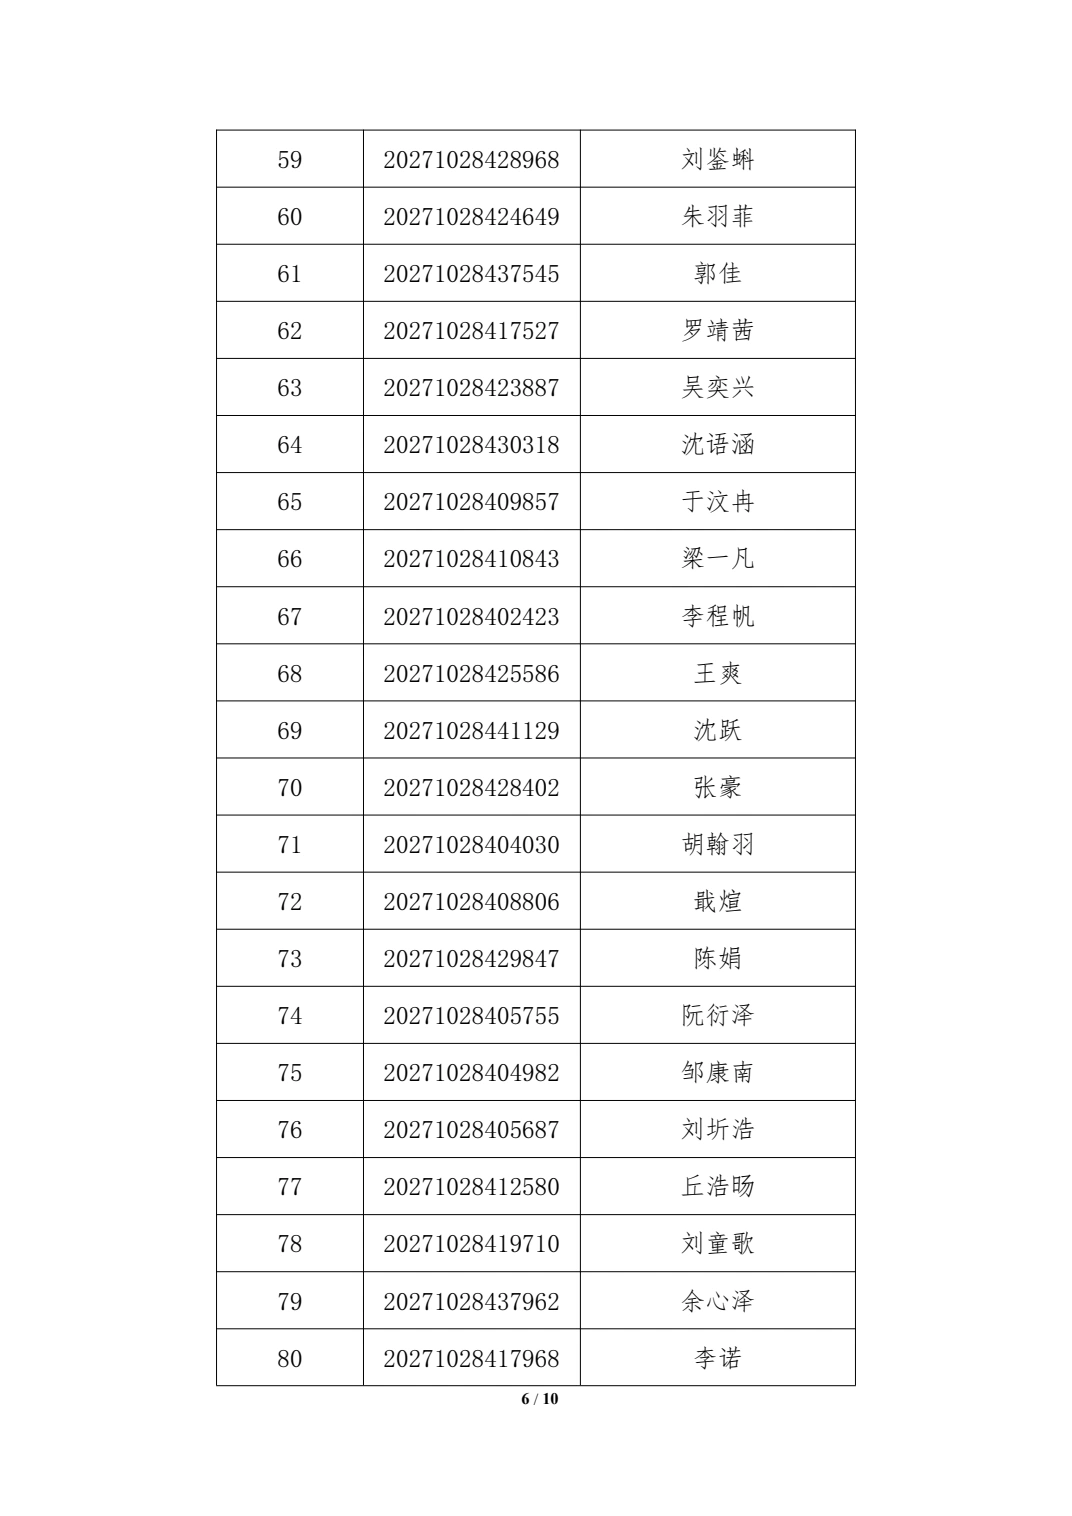 59 20271028428968 刘鉴蝌
60 20271028424649 朱羽菲
61 20271028437545 郭佳
62 20271028417527 罗靖茜
63 20271028423887 吴奕兴
64 20271028430318 沈语涵
65 20271028409857 于汶冉
66 20271028410843 梁一凡
67 20271028402423 李程帆
68 20271028425586 王爽
69 20271028441129 沈跃
70 20271028428402 张豪
71 20271028404030 胡翰羽
72 20271028408806 戢煊
73 20271028429847 陈娟
74 20271028405755 阮衍泽
75 20271028404982 邹康南
76 20271028405687 刘圻浩
77 20271028412580 丘浩旸
78 20271028419710 刘童歌
79 20271028437962 余心泽
80 20271028417968 李诺
6 / 10